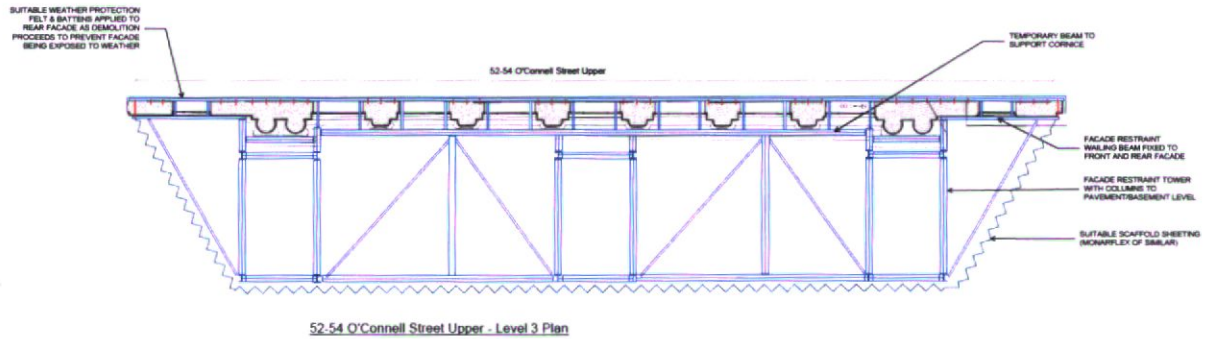 SUITABLE WEATHER PROTECTION
FELT & BATTENS APPLIED TO
REAR FACADE AS DEMOLITION
PROCEEDS TO PREVENT FACADE
BEING EXPOSED TO WEATHER
TEMPORARY BEAM TO
SUPPORT CORNICE
52-54 O'Connell Street Upper
FACADE RESTRAINT
WAILING BEAM FIXED TO
FRONT AND REAR FACADE
FACADE RESTRAINT TOWER
WITH COLUMNS TO
PAVEMENT/BASEMENT LEVEL
SUITABLE SCAFFOLD SHEETING
(MONARFLEX OF SIMILAR)
52-54 O'Connell Street Upper - Level 3 Plan